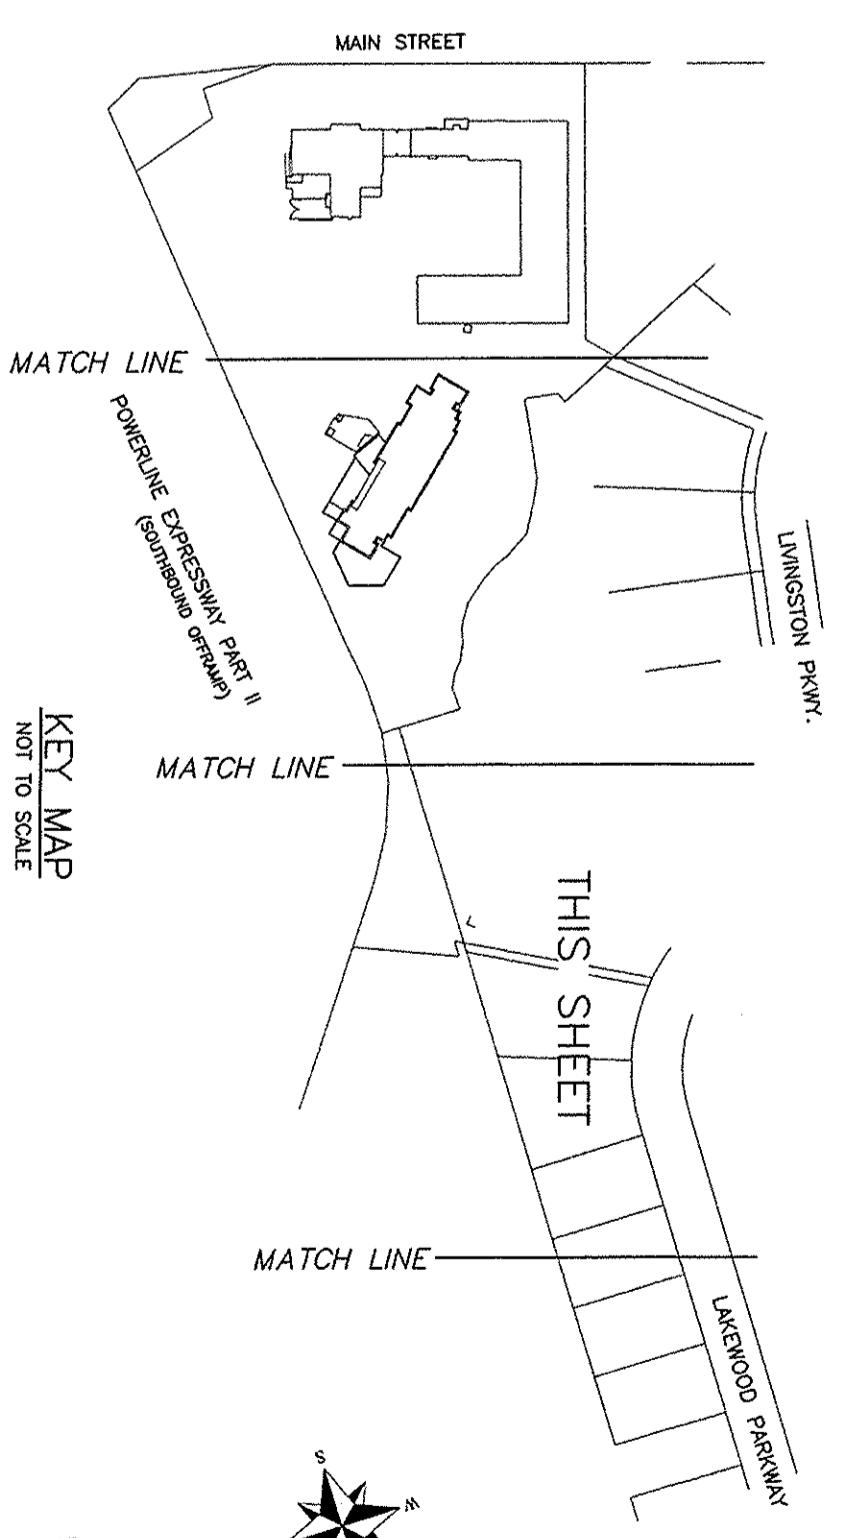 MAIN STREET
MATCH LINE
POWERLINE EXPRESSWAY PART II
(SOUTHBOUND OFFRAMP)
LIVINGSTON PKWY.
KEY MAP
NOT TO SCALE
MATCH LINE
THIS SHEET
MATCH LINE
LAKEWOOD PARKWAY
S
W